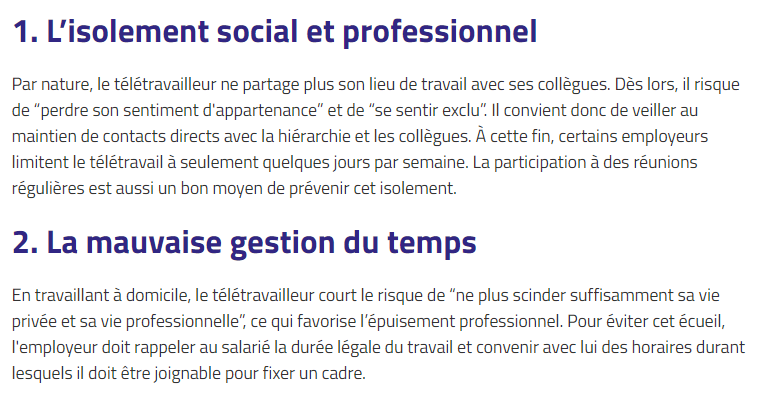 1. L’isolement social et professionnel
Par nature, le télétravailleur ne partage plus son lieu de travail avec ses collègues. Dès lors, il risque
de “perdre son sentiment d'appartenance” et de “se sentir exclu”. Il convient donc de veiller au
maintien de contacts directs avec la hiérarchie et les collègues. À cette fin, certains employeurs
limitent le télétravail à seulement quelques jours par semaine. La participation à des réunions
régulières est aussi un bon moyen de prévenir cet isolement.
2. La mauvaise gestion du temps
En travaillant à domicile, le télétravailleur court le risque de “ne plus scinder suffisamment sa vie
privée et sa vie professionnelle”, ce qui favorise l’épuisement professionnel. Pour éviter cet écueil,
l'employeur doit rappeler au salarié la durée légale du travail et convenir avec lui des horaires durant
lesquels il doit être joignable pour fixer un cadre.